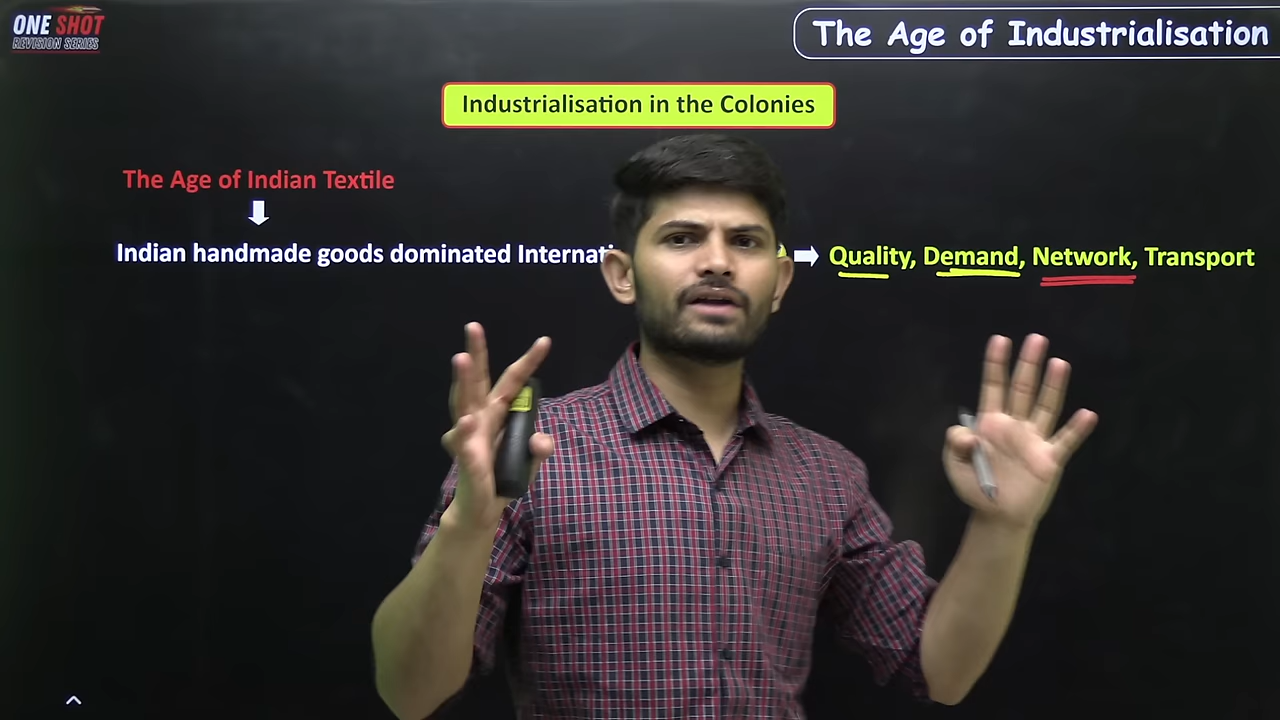 ONE SHOT
REVISION SERIES
The Age of Industrialisation
Industrialisation in the Colonies
The Age of Indian Textile
Indian handmade goods dominated Quality, Demand, Network, Transport